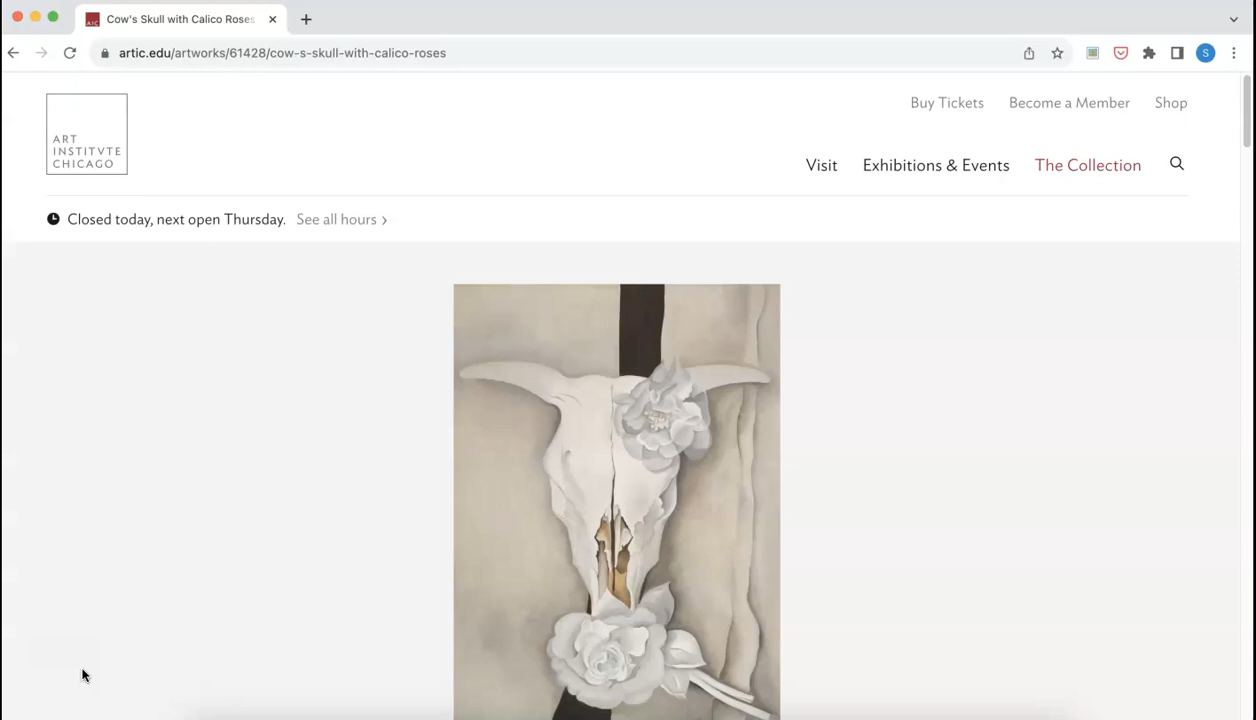 Cow's Skull with Calico Roses
artic.edu/artworks/61428/cow-s-skull-with-calico-roses
S
Buy Tickets Become a Member Shop
ART
INSTITVTE
CHICAGO
Visit Exhibitions & Events The Collection
Closed today, next open Thursday. See all hours